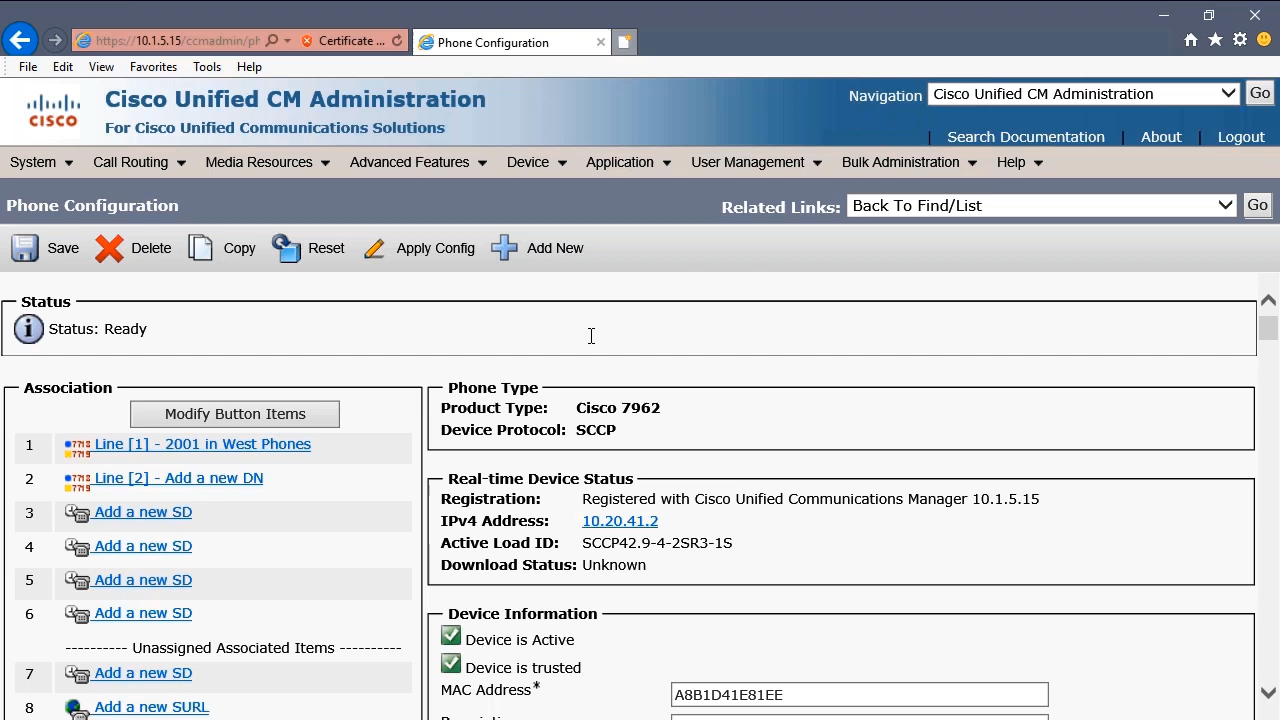 https://10.1.5.15/ccmadmin/ph
Certificate ...
Phone Configuration
File Edit View Favorites Tools Help
CISCO
Cisco Unified CM Administration
For Cisco Unified Communications Solutions
Navigation Cisco Unified CM Administration Go
Search Documentation | About | Logout
System Call Routing Media Resources Advanced Features Device Application User Management Bulk Administration Help
Phone Configuration
Related Links: Back To Find/List Go
Save Delete Copy Reset Apply Config Add New
Status
Status: Ready
Association
Modify Button Items
1 Line [1] - 2001 in West Phones
2 Line [2] - Add a new DN
3 Add a new SD
4 Add a new SD
5 Add a new SD
6 Add a new SD
---------- Unassigned Associated Items ----------
7 Add a new SD
8 Add a new SURL
Phone Type
Product Type: Cisco 7962
Device Protocol: SCCP
Real-time Device Status
Registration: Registered with Cisco Unified Communications Manager 10.1.5.15
IPv4 Address: 10.20.41.2
Active Load ID: SCCP42.9-4-2SR3-1S
Download Status: Unknown
Device Information
Device is Active
Device is trusted
MAC Address* A8B1D41E81EE